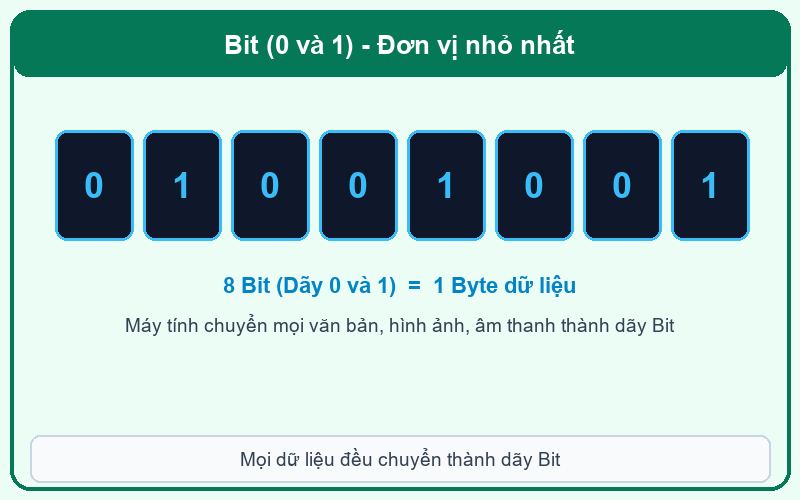 Bit (0 và 1) - Đơn vị nhỏ nhất
0 1 0 0 1 0 0 1
8 Bit (Dãy 0 và 1) = 1 Byte dữ liệu
Máy tính chuyển mọi văn bản, hình ảnh, âm thanh thành dãy Bit
Mọi dữ liệu đều chuyển thành dãy Bit